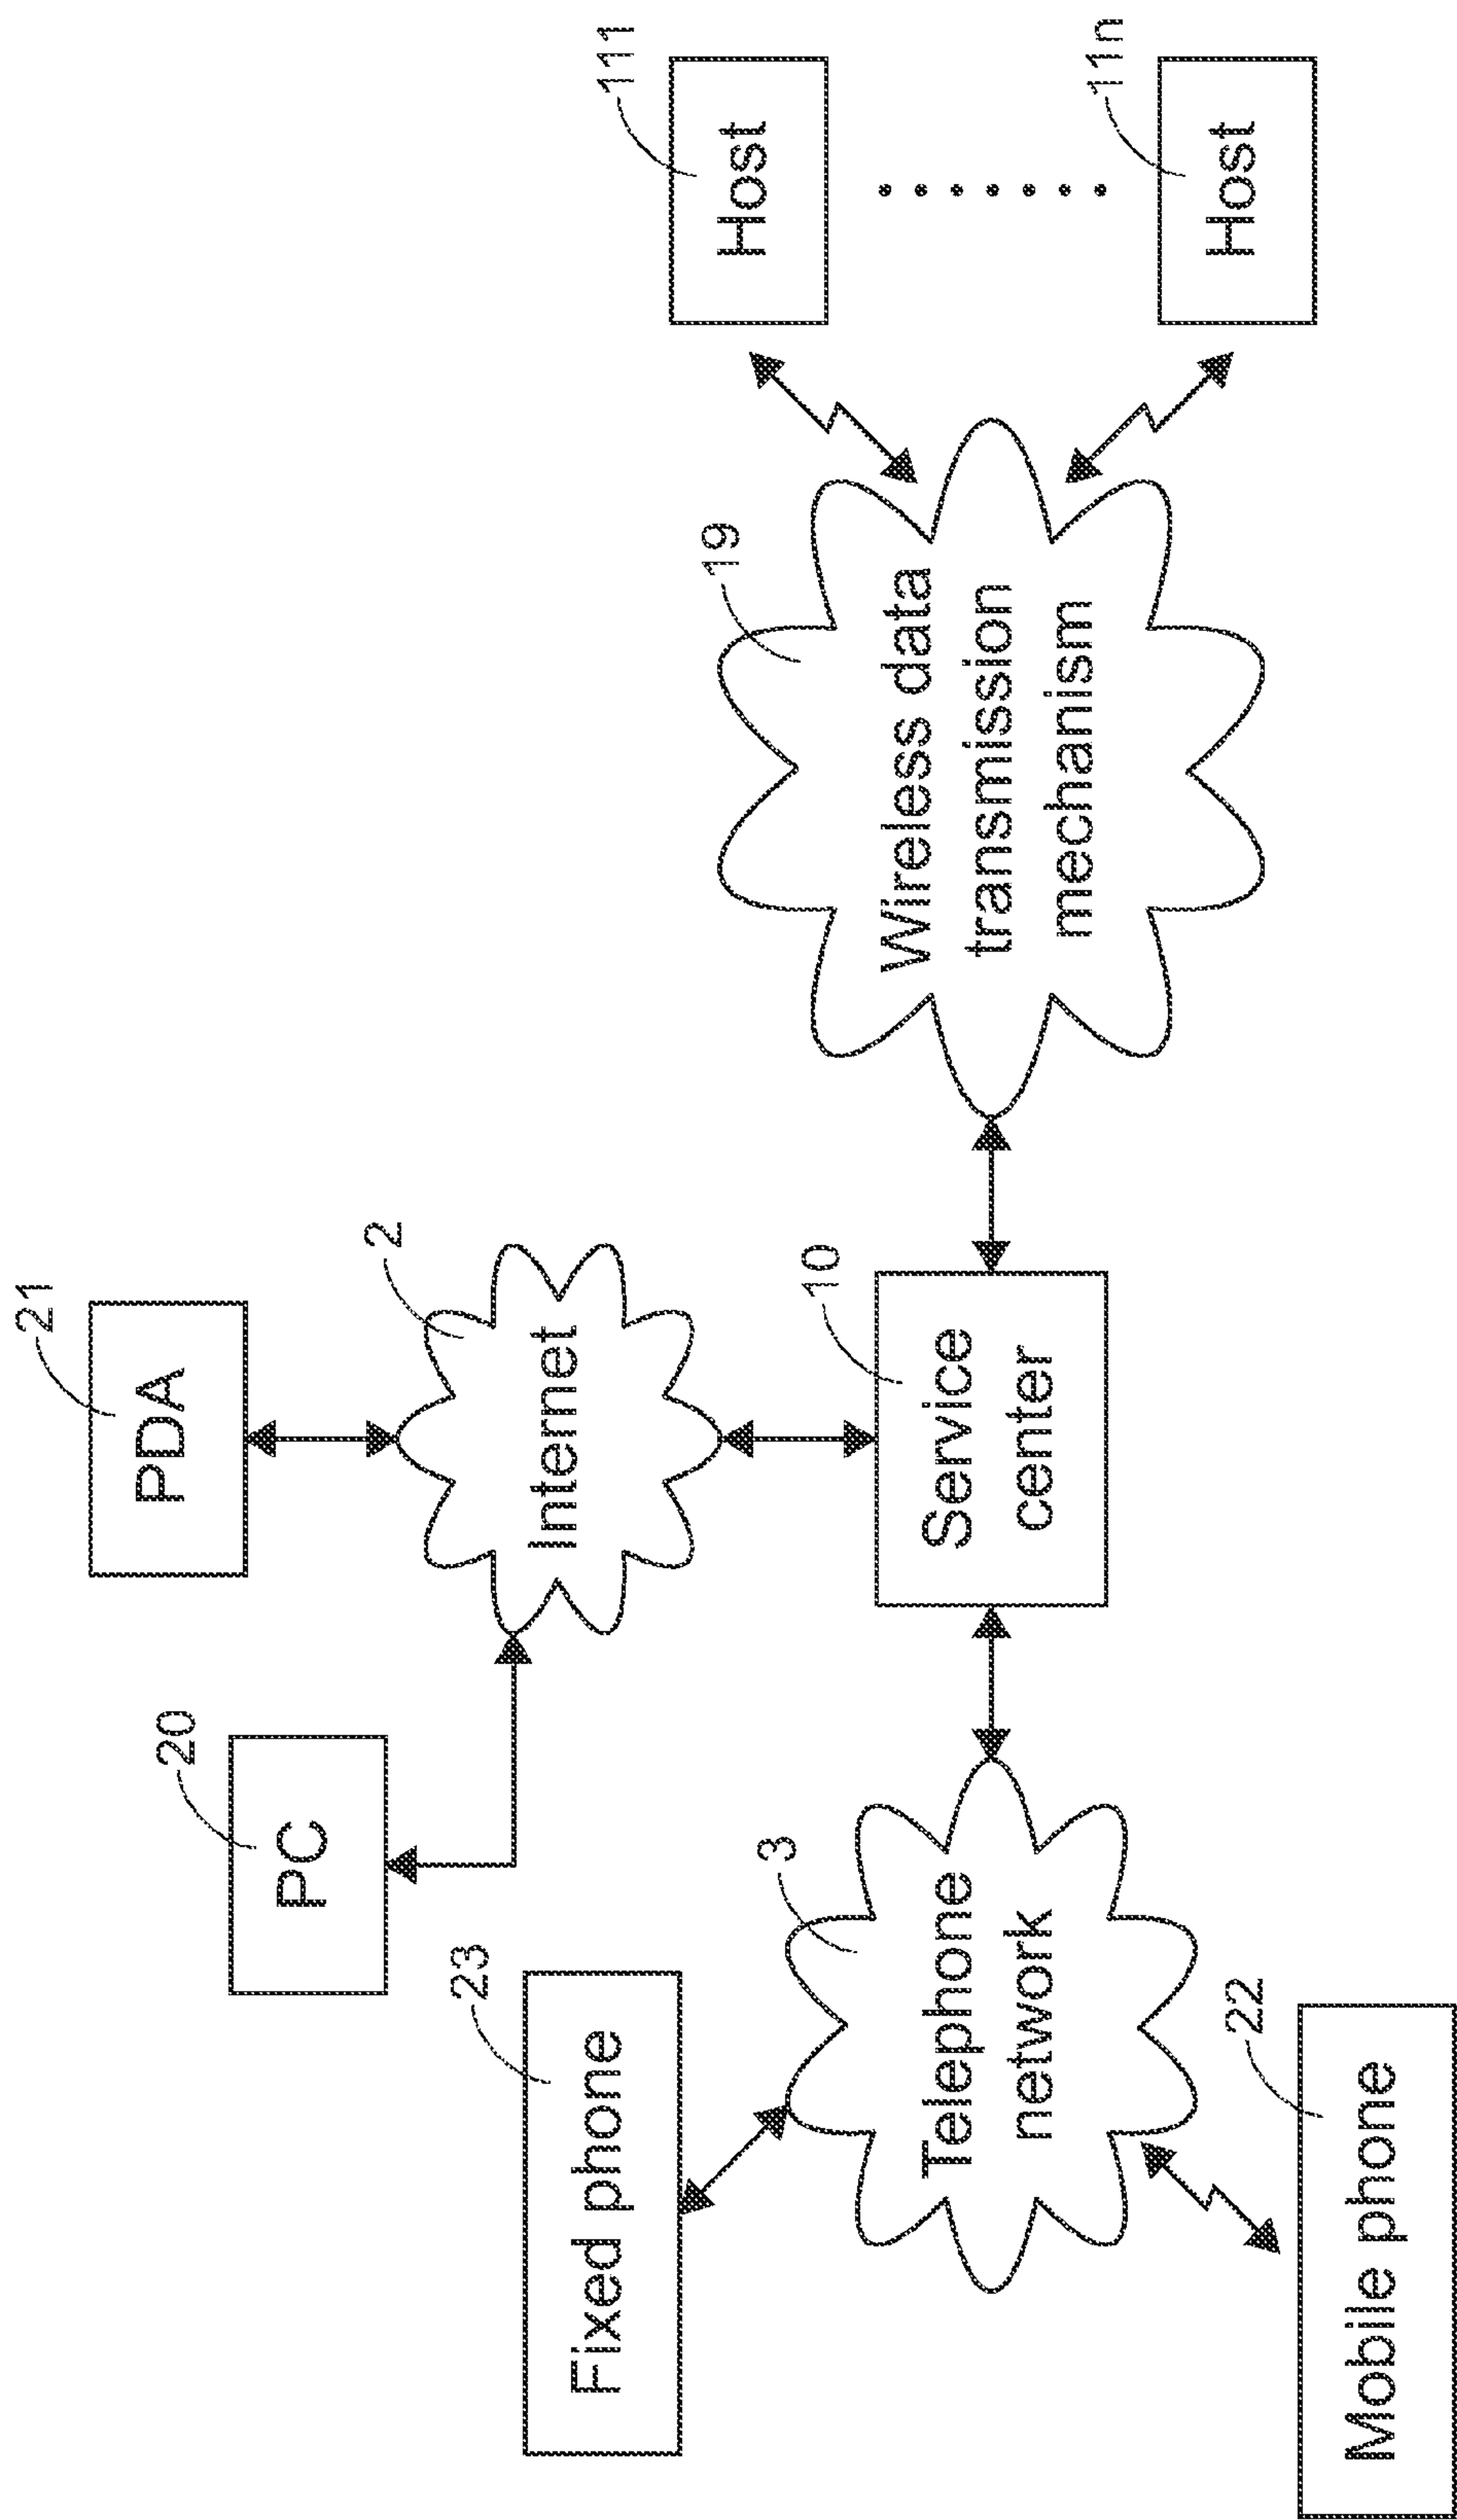 21
PDA
20
PC
2
Internet
23
Fixed phone
3
Telephone
network
10
Service
center
19
Wireless data
transmission
mechanism
111
Host
11n
Host
22
Mobile phone